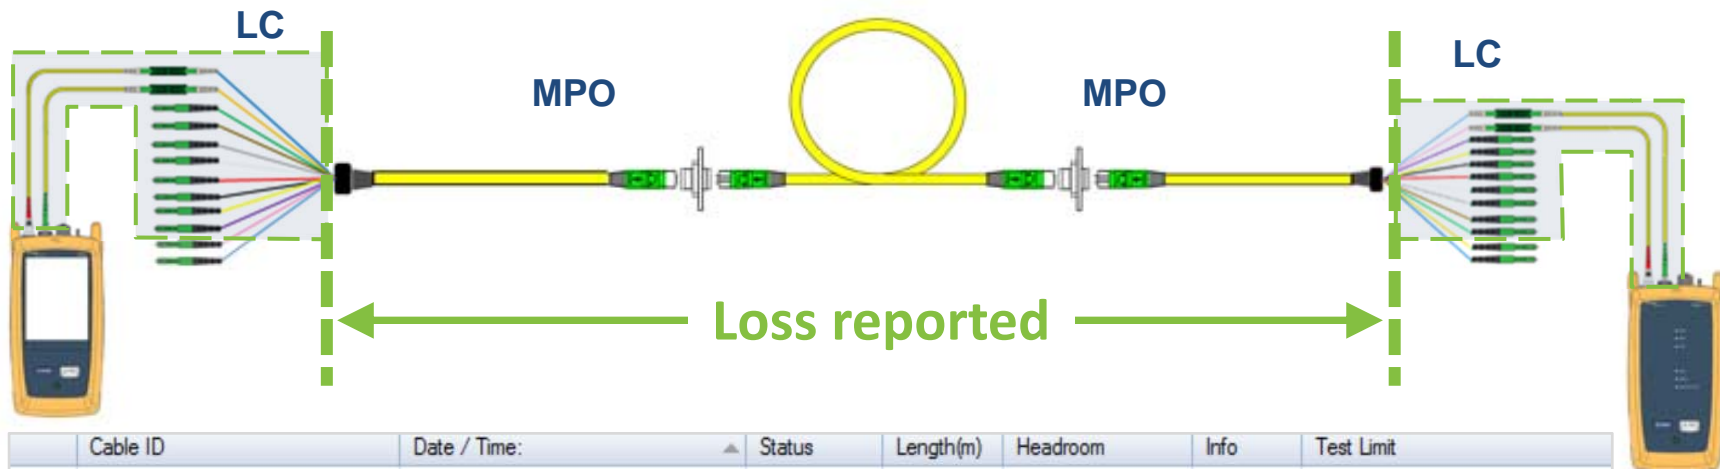 LC
LC
MPO
MPO
Loss reported
Cable ID Date / Time: Status Length(m) Headroom Info Test Limit